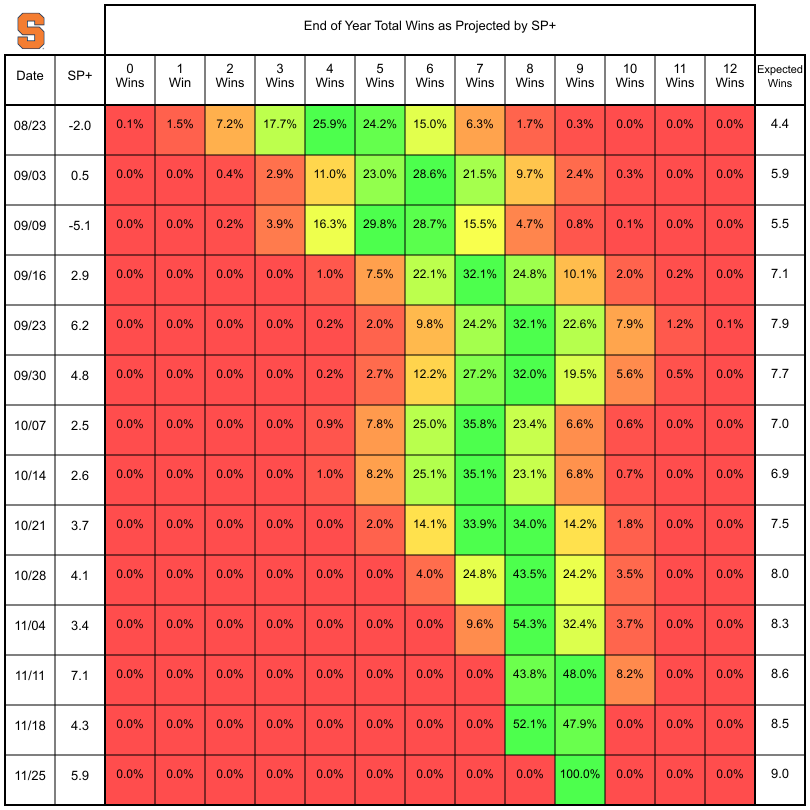 S
End of Year Total Wins as Projected by SP+
Date SP+ 0 Wins 1 Win 2 Wins 3 Wins 4 Wins 5 Wins 6 Wins 7 Wins 8 Wins 9 Wins 10 Wins 11 Wins 12 Wins Expected Wins
08/23 -2.0 0.1% 1.5% 7.2% 17.7% 25.9% 24.2% 15.0% 6.3% 1.7% 0.3% 0.0% 0.0% 0.0% 4.4
09/03 0.5 0.0% 0.0% 0.4% 2.9% 11.0% 23.0% 28.6% 21.5% 9.7% 2.4% 0.3% 0.0% 0.0% 5.9
09/09 -5.1 0.0% 0.0% 0.2% 3.9% 16.3% 29.8% 28.7% 15.5% 4.7% 0.8% 0.1% 0.0% 0.0% 5.5
09/16 2.9 0.0% 0.0% 0.0% 0.0% 1.0% 7.5% 22.1% 32.1% 24.8% 10.1% 2.0% 0.2% 0.0% 7.1
09/23 6.2 0.0% 0.0% 0.0% 0.0% 0.2% 2.0% 9.8% 24.2% 32.1% 22.6% 7.9% 1.2% 0.1% 7.9
09/30 4.8 0.0% 0.0% 0.0% 0.0% 0.2% 2.7% 12.2% 27.2% 32.0% 19.5% 5.6% 0.5% 0.0% 7.7
10/07 2.5 0.0% 0.0% 0.0% 0.0% 0.9% 7.8% 25.0% 35.8% 23.4% 6.6% 0.6% 0.0% 0.0% 7.0
10/14 2.6 0.0% 0.0% 0.0% 0.0% 1.0% 8.2% 25.1% 35.1% 23.1% 6.8% 0.7% 0.0% 0.0% 6.9
10/21 3.7 0.0% 0.0% 0.0% 0.0% 0.0% 2.0% 14.1% 33.9% 34.0% 14.2% 1.8% 0.0% 0.0% 7.5
10/28 4.1 0.0% 0.0% 0.0% 0.0% 0.0% 0.0% 4.0% 24.8% 43.5% 24.2% 3.5% 0.0% 0.0% 8.0
11/04 3.4 0.0% 0.0% 0.0% 0.0% 0.0% 0.0% 0.0% 9.6% 54.3% 32.4% 3.7% 0.0% 0.0% 8.3
11/11 7.1 0.0% 0.0% 0.0% 0.0% 0.0% 0.0% 0.0% 0.0% 43.8% 48.0% 8.2% 0.0% 0.0% 8.6
11/18 4.3 0.0% 0.0% 0.0% 0.0% 0.0% 0.0% 0.0% 0.0% 52.1% 47.9% 0.0% 0.0% 0.0% 8.5
11/25 5.9 0.0% 0.0% 0.0% 0.0% 0.0% 0.0% 0.0% 0.0% 0.0% 100.0% 0.0% 0.0% 0.0% 9.0